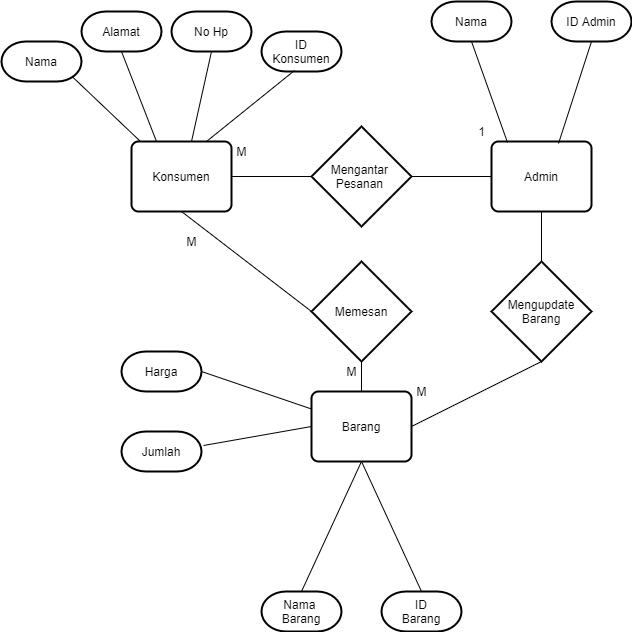 Nama
Alamat
No Hp
ID
Konsumen
Nama
ID Admin
1
M
Konsumen
Mengantar
Pesanan
Admin
M
Memesan
Mengupdate
Barang
Harga
M
M
Barang
Jumlah
Nama
Barang
ID
Barang